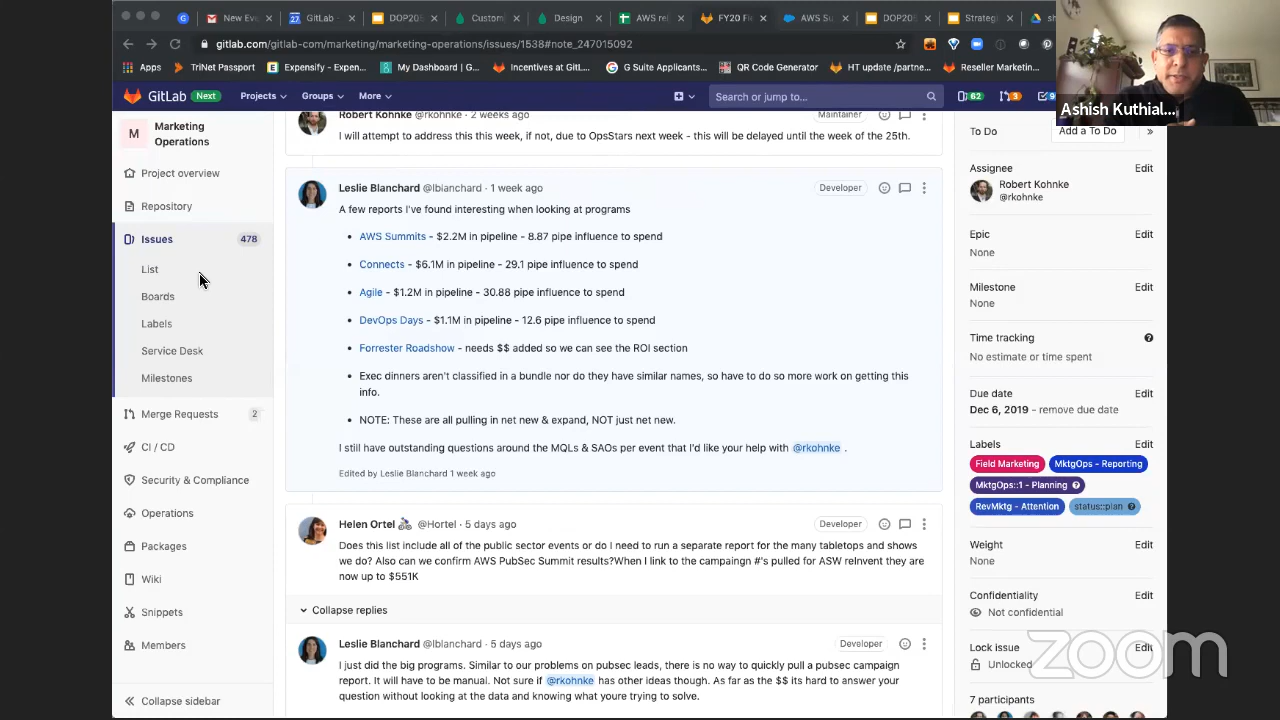 New Ev
GitLab -
DOP20
Custom
Design
AWS re
FY20 Fi
AWS Su
DOP20
Strateg
gitlab.com/gitlab-com/marketing/marketing-operations/issues/1538#note_247015092
Apps
TriNet Passport
Expensify - Expen...
My Dashboard | G...
Incentives at GitL...
G Suite Applicants...
QR Code Generator
HT update /partne...
Reseller Marketin...
GitLab
Next
Projects
Groups
More
Search or jump to...
62
3
Ashish Kuthial...
M
Marketing
Operations
Project overview
Repository
Issues
478
List
Boards
Labels
Service Desk
Milestones
Merge Requests
2
CI / CD
Security & Compliance
Operations
Packages
Wiki
Snippets
Members
Collapse sidebar
Robert Kohnke @rkohnke · 2 weeks ago
Maintainer
I will attempt to address this this week, if not, due to OpsStars next week - this will be delayed until the week of the 25th.
Leslie Blanchard @lblanchard · 1 week ago
Developer
A few reports I've found interesting when looking at programs
• AWS Summits - $2.2M in pipeline - 8.87 pipe influence to spend
• Connects - $6.1M in pipeline - 29.1 pipe influence to spend
• Agile - $1.2M in pipeline - 30.88 pipe influence to spend
• DevOps Days - $1.1M in pipeline - 12.6 pipe influence to spend
• Forrester Roadshow - needs $$ added so we can see the ROI section
• Exec dinners aren't classified in a bundle nor do they have similar names, so have to do so more work on getting this
info.
• NOTE: These are all pulling in net new & expand, NOT just net new.
I still have outstanding questions around the MQLs & SAOs per event that I'd like your help with @rkohnke .
Edited by Leslie Blanchard 1 week ago
Helen Ortel @Hortel · 5 days ago
Developer
Does this list include all of the public sector events or do I need to run a separate report for the many tabletops and shows
we do? Also can we confirm AWS PubSec Summit results?When I link to the campaingn #'s pulled for ASW reInvent they are
now up to $551K
Collapse replies
Leslie Blanchard @lblanchard · 5 days ago
Developer
I just did the big programs. Similar to our problems on pubsec leads, there is no way to quickly pull a pubsec campaign
report. It will have to be manual. Not sure if @rkohnke has other ideas though. As far as the $$ its hard to answer your
question without looking at the data and knowing what youre trying to solve.
To Do
Add a To Do
»
Assignee
Edit
Robert Kohnke
@rkohnke
Epic
Edit
None
Milestone
Edit
None
Time tracking
No estimate or time spent
Due date
Edit
Dec 6, 2019 - remove due date
Labels
Edit
Field Marketing
MktgOps - Reporting
MktgOps::1 - Planning
RevMktg - Attention
status::plan
Weight
Edit
None
Confidentiality
Edit
Not confidential
Lock issue
Edit
Unlocked
7 participants
zoom